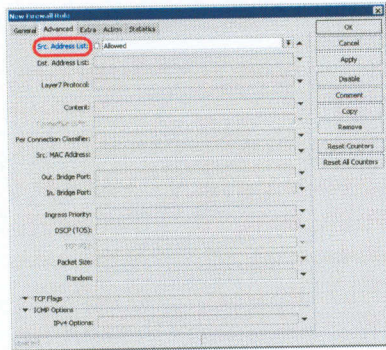 New Firewall Rule
General Advanced Extra Action Statistics
Src. Address List: Allowed
Dst. Address List:
Layer7 Protocol:
Content:
Per Connection Classifier:
Src. MAC Address:
Out. Bridge Port:
In. Bridge Port:
Ingress Priority:
DSCP (TOS):
Packet Size:
Random:
TCP Flags
ICMP Options
IPv4 Options:
OK
Cancel
Apply
Disable
Comment
Copy
Remove
Reset Counters
Reset All Counters